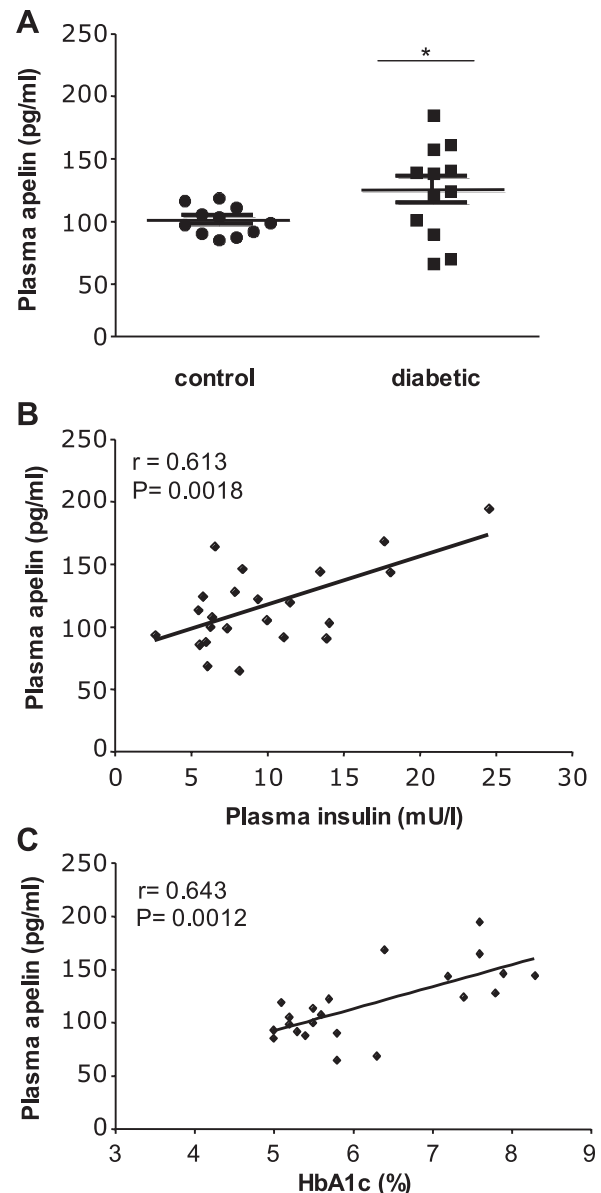 A
Plasma apelin (pg/ml)
250
200
150
100
50
0
*
control diabetic
B
Plasma apelin (pg/ml)
250
200
150
100
50
0
r = 0.613
P= 0.0018
0 5 10 15 20 25 30
Plasma insulin (mU/l)
C
Plasma apelin (pg/ml)
250
200
150
100
50
0
r= 0.643
P= 0.0012
3 4 5 6 7 8 9
HbA1c (%)